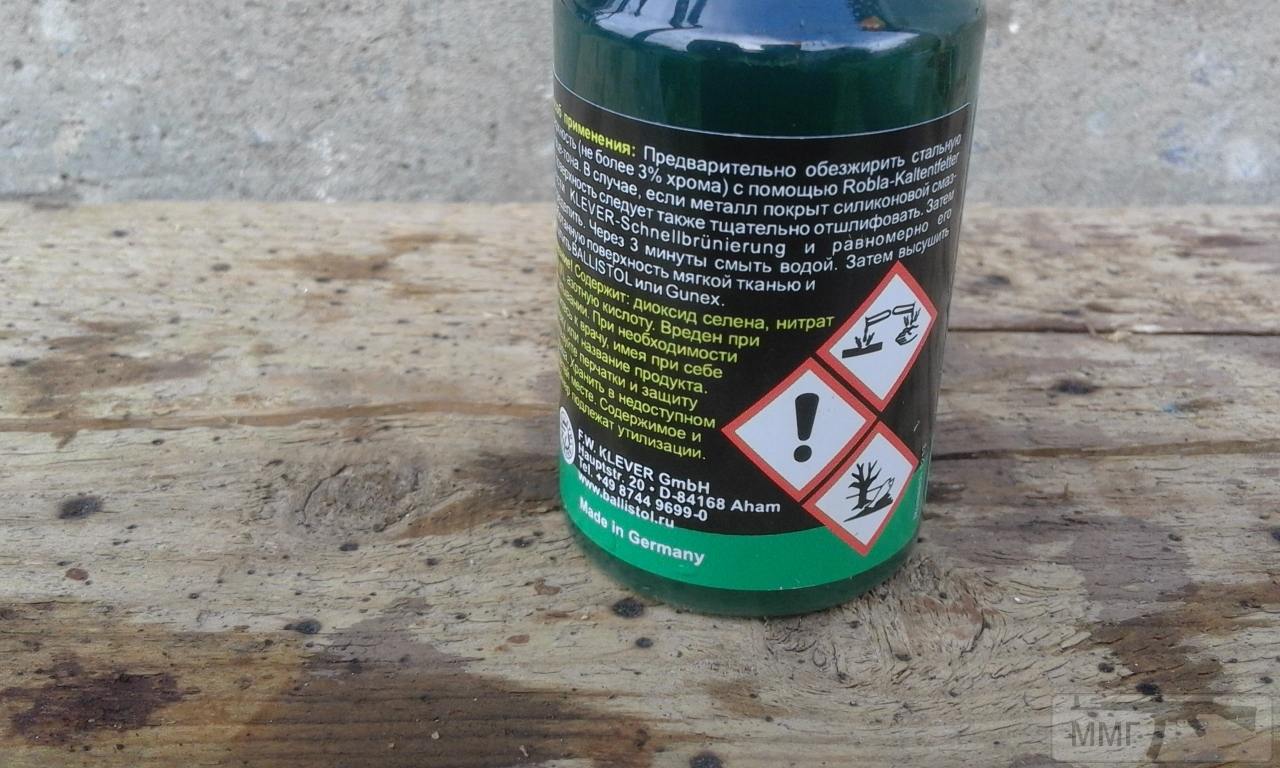 применения: Предварительно обезжирить стальную
(не более 3% хрома) с помощью Robla-Kaltentfetter
В случае, если металл покрыт силиконовой смаз-
следует также тщательно отшлифовать. Затем
KLEVER-Schnellbrünierung и равномерно его
Через 3 минуты смыть водой. Затем высушить
поверхность мягкой тканью и
BALLISTOL или Gunex.
Содержит: диоксид селена, нитрат
азотную кислоту. Вреден при
При необходимости
к врачу, имея при себе
или название продукта.
перчатки и защиту
Хранить в недоступном
месте. Содержимое и
подлежат утилизации.
F.W. KLEVER GmbH
Hauptstr. 20 • D-84168 Aham
Tel. +49 8744 9699-0
www.ballistol.ru
Made in Germany
ММГ